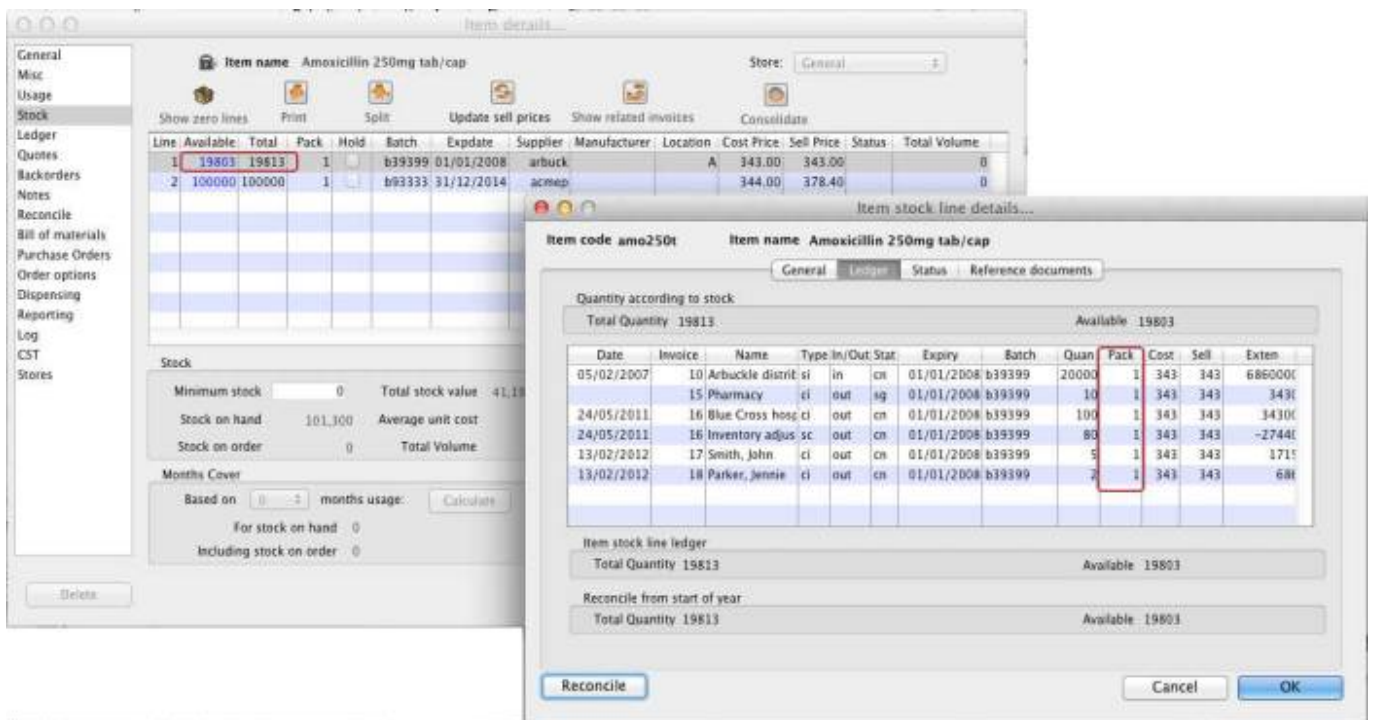 Item details...
General
Misc
Usage
Stock
Ledger
Quotes
Backorders
Notes
Reconcile
Bill of materials
Purchase Orders
Order options
Dispensing
Reporting
Log
CST
Stores
Delete
Item name Amoxicillin 250mg tab/cap Store: General
Show zero lines Print Split Update sell prices Show related invoices Consolidate
Line Available Total Pack Hold Batch Expdate Supplier Manufacturer Location Cost Price Sell Price Status Total Volume
1 19803 19813 1 b39399 01/01/2008 arbuck A 343.00 343.00 0
2 100000 100000 1 b93333 31/12/2014 acmep 344.00 378.40 0
Stock
Minimum stock 0 Total stock value
Stock on hand 101,300 Average unit cost
Stock on order 0 Total Volume
Months Cover
Based on 0 months usage: Calculate
For stock on hand 0
Including stock on order 0
Item stock line details...
Item code amo250t Item name Amoxicillin 250mg tab/cap
General Ledger Status Reference documents
Quantity according to stock
Total Quantity 19813 Available 19803
Date Invoice Name Type In/Out Stat Expiry Batch Quan Pack Cost Sell Exten
05/02/2007 10 Arbuckle distrib si in cn 01/01/2008 b39399 20000 1 343 343 686000
15 Pharmacy ci out sg 01/01/2008 b39399 10 1 343 343 343
24/05/2011 16 Blue Cross hosp ci out cn 01/01/2008 b39399 100 1 343 343 3430
24/05/2011 16 Inventory adjus sc out cn 01/01/2008 b39399 80 1 343 343 -2744
13/02/2012 17 Smith, John ci out cn 01/01/2008 b39399 5 1 343 343 1715
13/02/2012 18 Parker, Jennie ci out cn 01/01/2008 b39399 2 1 343 343 686
Item stock line ledger
Total Quantity 19813 Available 19803
Reconcile from start of year
Total Quantity 19813 Available 19803
Reconcile Cancel OK